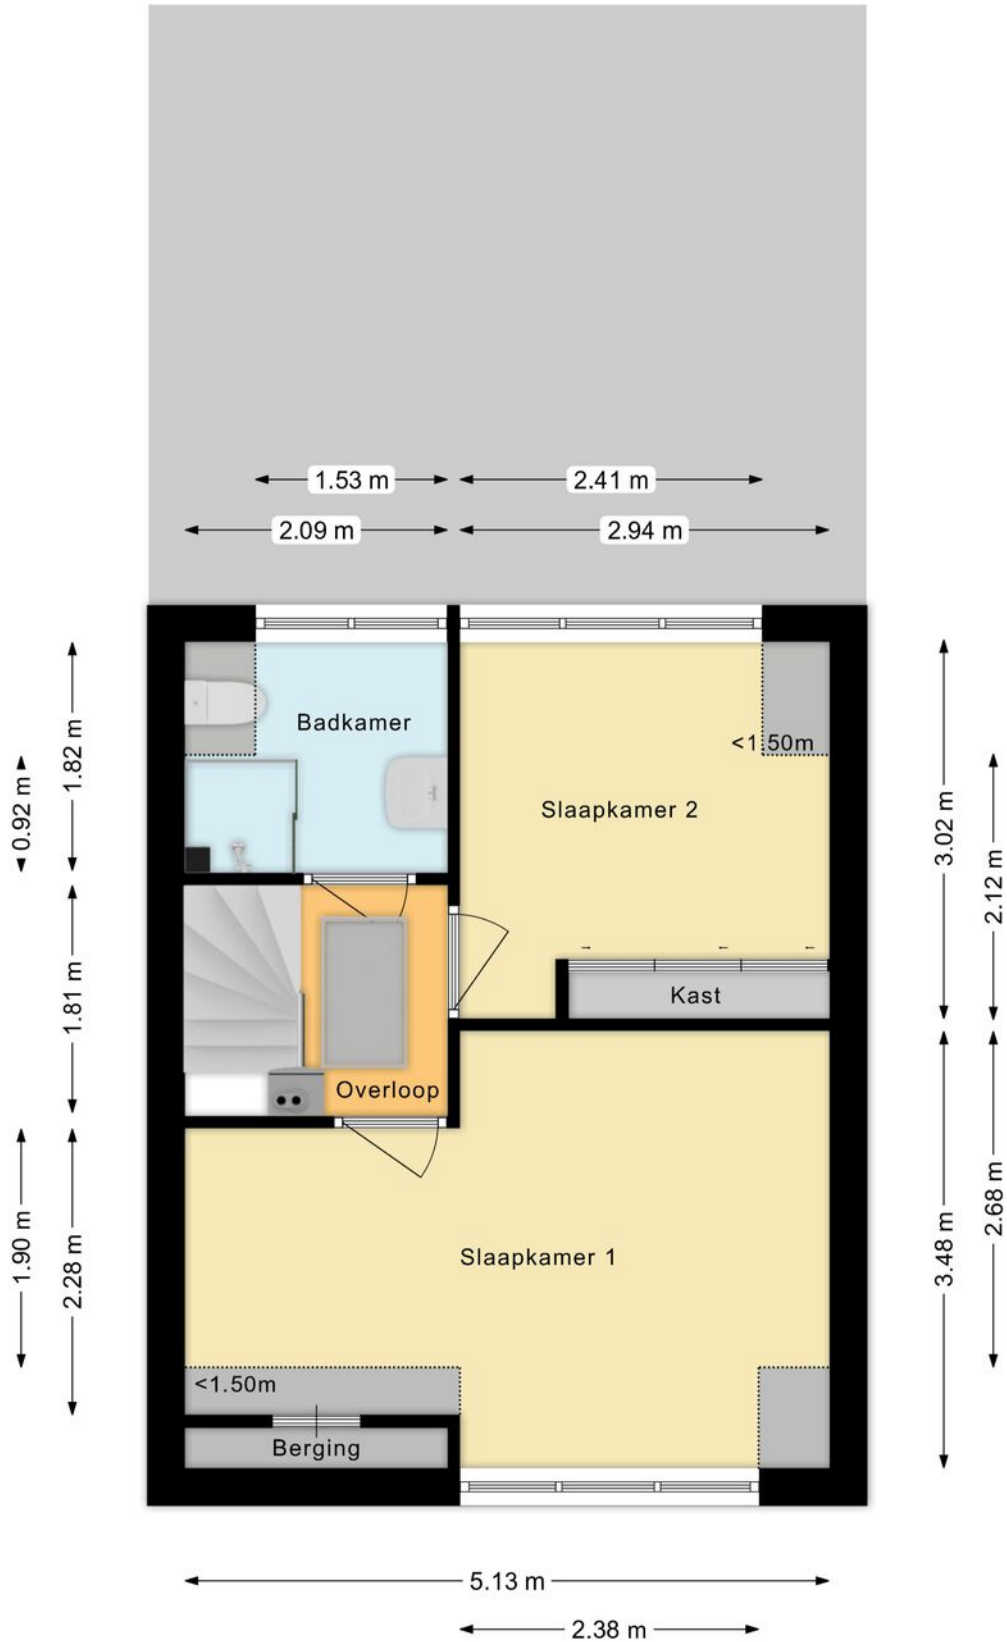 1.53 m
2.41 m
2.09 m
2.94 m
Badkamer
<1.50m
1.82 m
0.92 m
Slaapkamer 2
3.02 m
2.12 m
Kast
1.81 m
Overloop
2.68 m
1.90 m
2.28 m
3.48 m
Slaapkamer 1
<1.50m
Berging
5.13 m
2.38 m